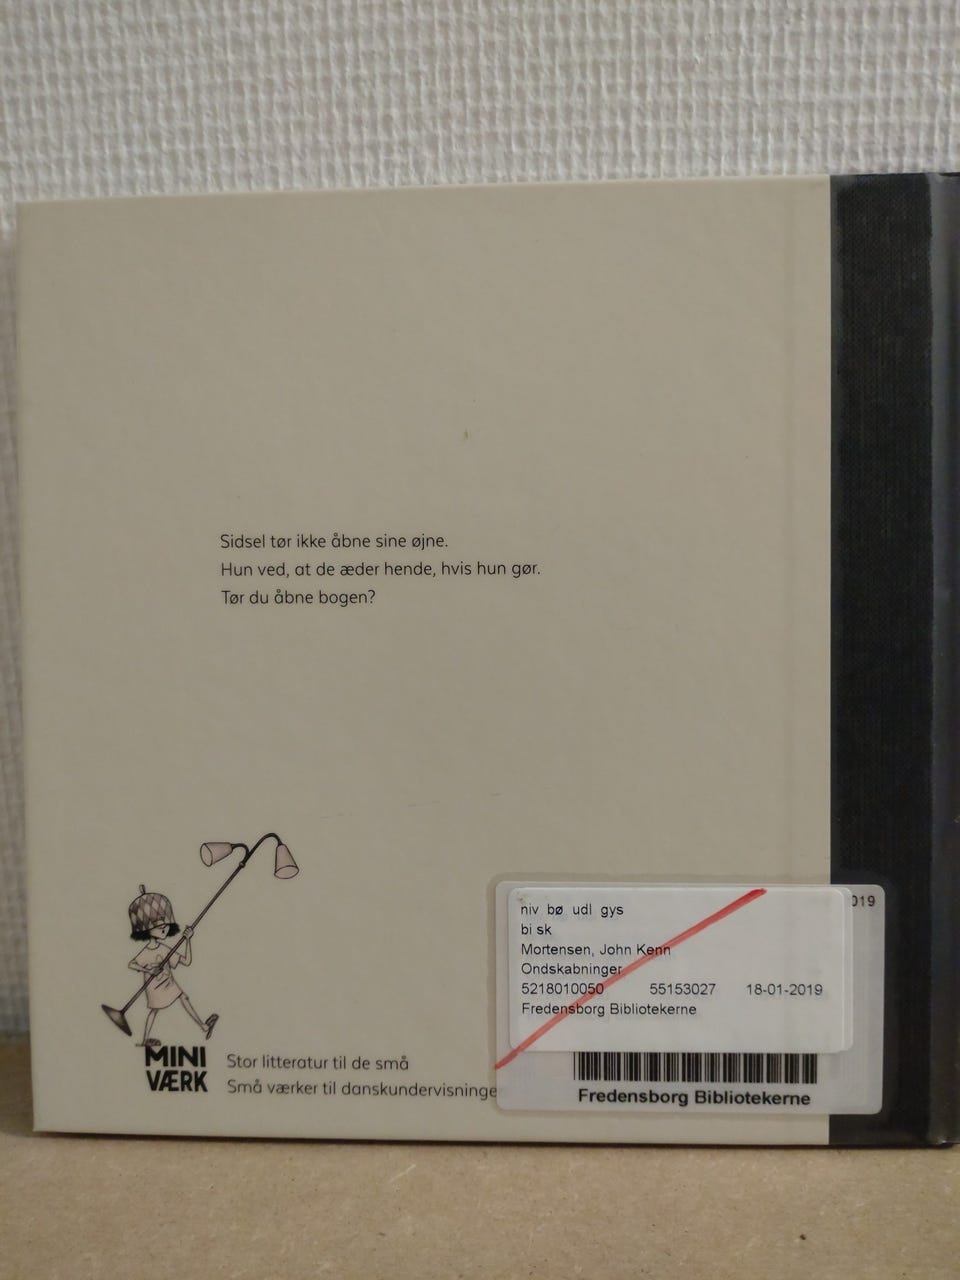 Sidsel tør ikke åbne sine øjne.
Hun ved, at de æder hende, hvis hun gør.
Tør du åbne bogen?
MINI
VÆRK
Stor litteratur til de små
Små værker til danskundervisninge
niv bø udl gys
bi sk
Mortensen, John Kenn
Ondskabninger
5218010050 55153027 18-01-2019
Fredensborg Bibliotekerne
019
Fredensborg Bibliotekerne